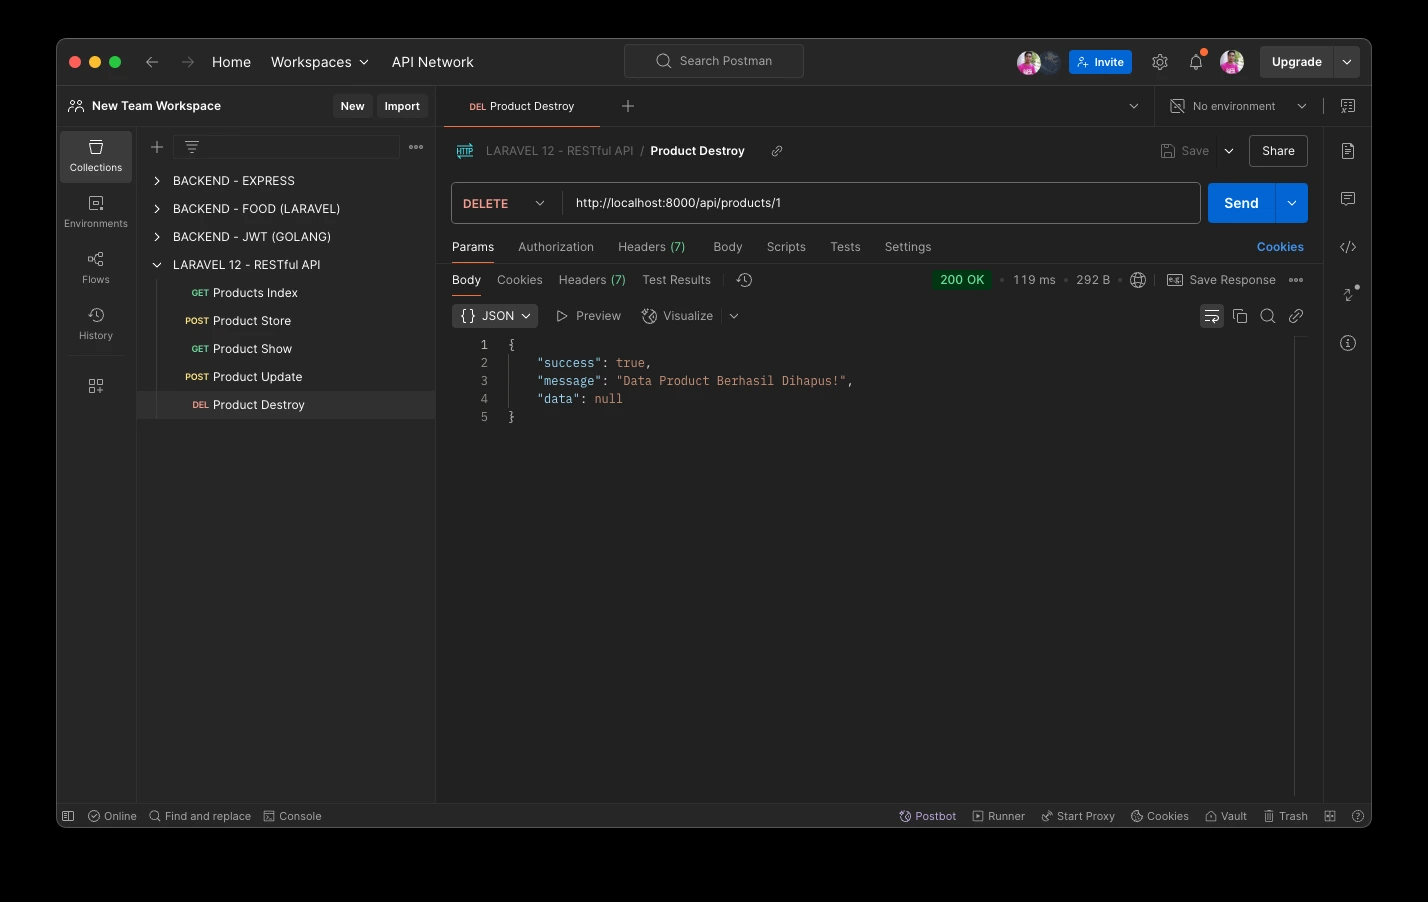 Home Workspaces API Network Search Postman Invite Upgrade
New Team Workspace New Import DEL Product Destroy No environment
Collections
Environments
Flows
History
BACKEND - EXPRESS
BACKEND - FOOD (LARAVEL)
BACKEND - JWT (GOLANG)
LARAVEL 12 - RESTful API
GET Products Index
POST Product Store
GET Product Show
POST Product Update
DEL Product Destroy
HTTP LARAVEL 12 - RESTful API / Product Destroy Save Share
DELETE http://localhost:8000/api/products/1 Send
Params Authorization Headers (7) Body Scripts Tests Settings Cookies
Body Cookies Headers (7) Test Results 200 OK 119 ms 292 B e.g. Save Response
{} JSON Preview Visualize
1 {
2 "success": true,
3 "message": "Data Product Berhasil Dihapus!",
4 "data": null
5 }
Online Find and replace Console Postbot Runner Start Proxy Cookies Vault Trash